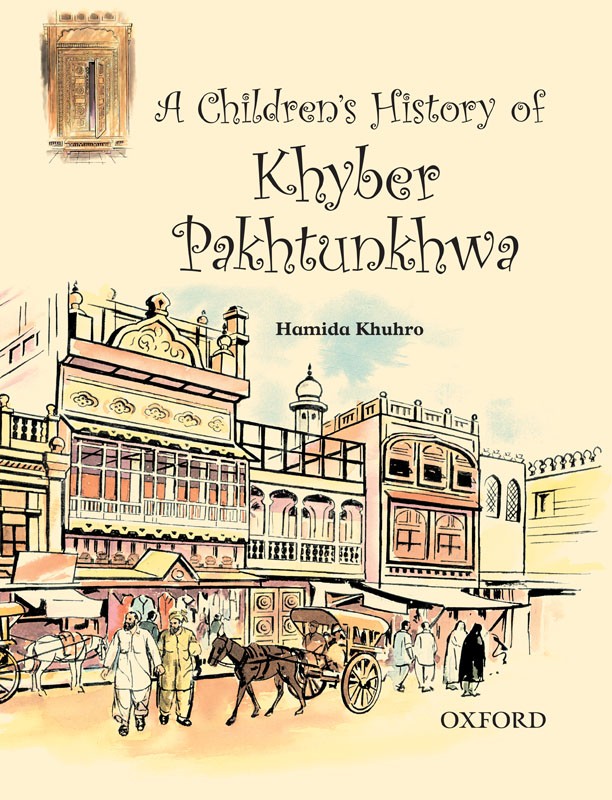 A Children's History of
Khyber
Pakhtunkhwa
Hamida Khuhro
OXFORD